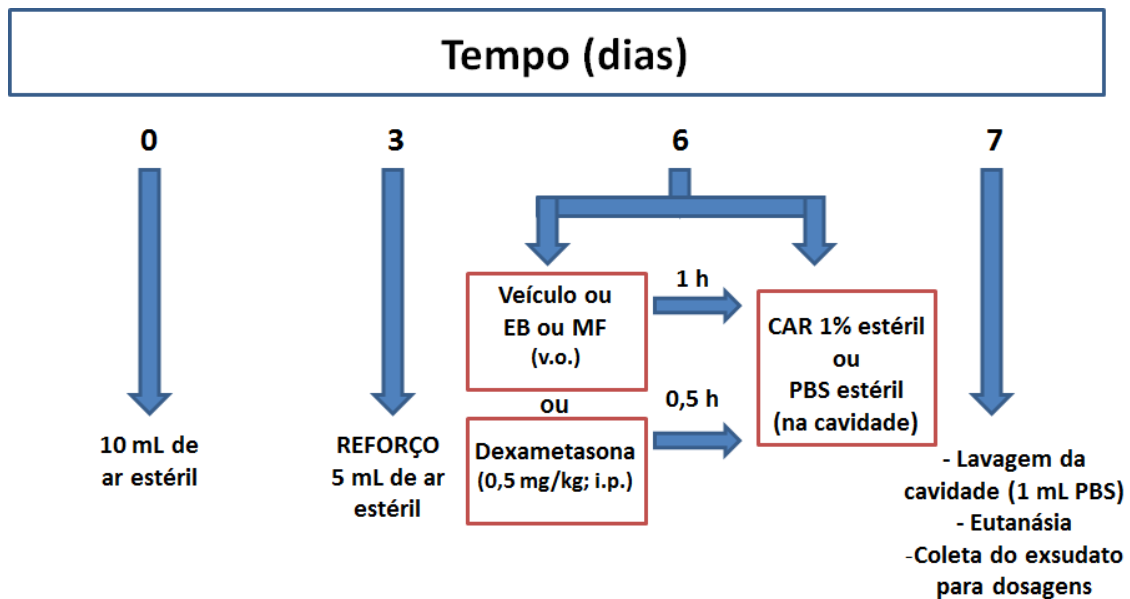 Tempo (dias)
0
3
6
7
10 mL de
ar estéril
REFORÇO
5 mL de ar
estéril
Veículo ou
EB ou MF
(v.o.)
1 h
ou
Dexametasona
(0,5 mg/kg; i.p.)
0,5 h
CAR 1% estéril
ou
PBS estéril
(na cavidade)
- Lavagem da
cavidade (1 mL PBS)
- Eutanásia
-Coleta do exsudato
para dosagens